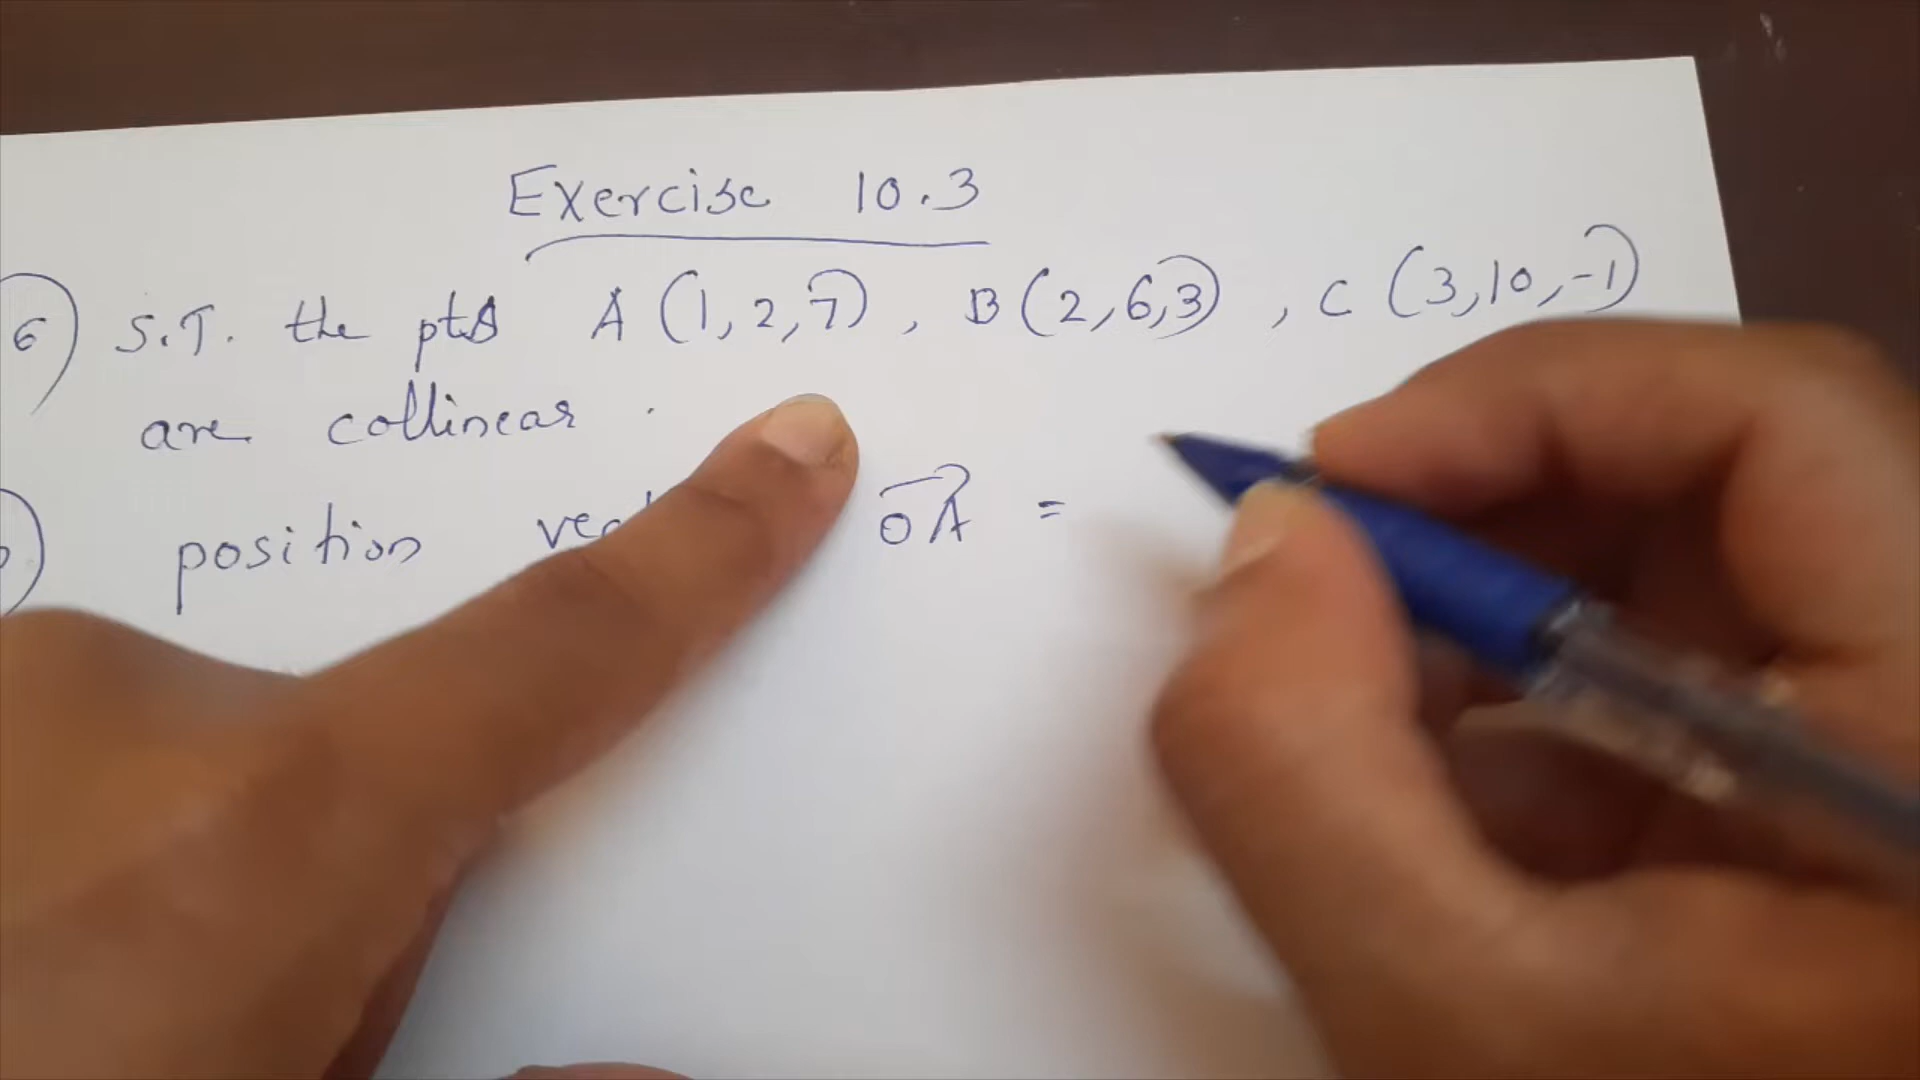 Exercise 10.3
6) S.T. the pts A (1, 2, 7), B (2, 6, 3), C (3, 10, -1)
are collinear.
position OA =